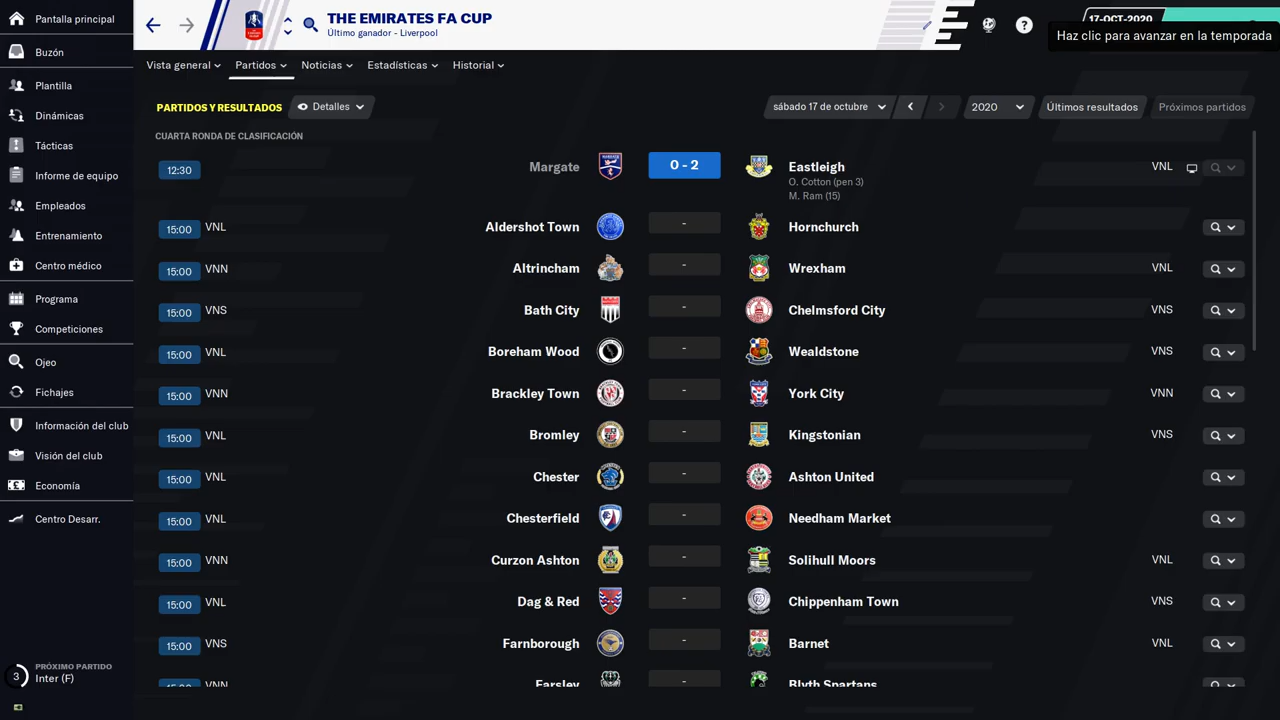 Pantalla principal
Buzón
Plantilla
Dinámicas
Tácticas
Informe de equipo
Empleados
Entrenamiento
Centro médico
Programa
Competiciones
Ojeo
Fichajes
Información del club
Visión del club
Economía
Centro Desarr.
3 PRÓXIMO PARTIDO
Inter (F)
THE EMIRATES FA CUP
Último ganador - Liverpool
17-OCT-2020
Haz clic para avanzar en la temporada
Vista general Partidos Noticias Estadísticas Historial
PARTIDOS Y RESULTADOS Detalles sábado 17 de octubre 2020 Últimos resultados Próximos partidos
CUARTA RONDA DE CLASIFICACIÓN
12:30 Margate 0 - 2 Eastleigh VNL
O. Cotton (pen 3)
M. Ram (15)
15:00 VNL Aldershot Town - Hornchurch
15:00 VNN Altrincham - Wrexham VNL
15:00 VNS Bath City - Chelmsford City VNS
15:00 VNL Boreham Wood - Wealdstone VNS
15:00 VNN Brackley Town - York City VNN
15:00 VNL Bromley - Kingstonian VNS
15:00 VNL Chester - Ashton United
15:00 VNL Chesterfield - Needham Market
15:00 VNN Curzon Ashton - Solihull Moors VNL
15:00 VNL Dag & Red - Chippenham Town VNS
15:00 VNS Farnborough - Barnet VNL
15:00 VNN Farsley - Blyth Spartans